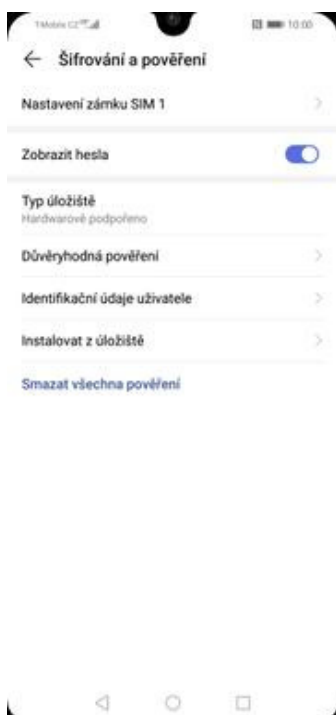 T-Mobile CZ 10:00
Šifrování a pověření
Nastavení zámku SIM 1
Zobrazit hesla
Typ úložiště
Hardwarově podpořeno
Důvěryhodná pověření
Identifikační údaje uživatele
Instalovat z úložiště
Smazat všechna pověření